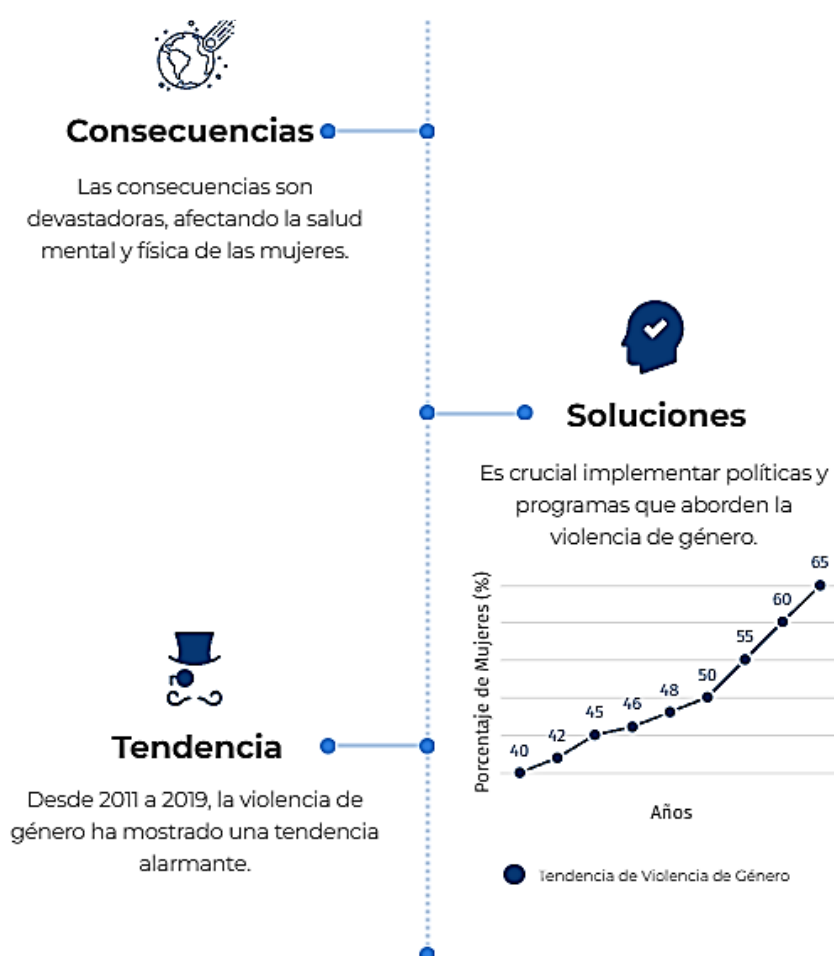 Consecuencias
Las consecuencias son
devastadoras, afectando la salud
mental y física de las mujeres.
Soluciones
Es crucial implementar políticas y
programas que aborden la
violencia de género.
Porcentaje de Mujeres (%)
40
42
45
46
48
50
55
60
65
Años
Tendencia de Violencia de Género
Tendencia
Desde 2011 a 2019, la violencia de
género ha mostrado una tendencia
alarmante.